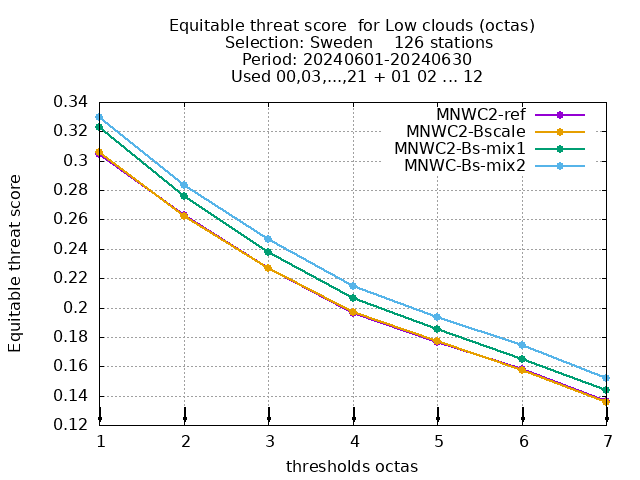 Equitable threat score  for Low clouds (octas)
Selection: Sweden    126 stations
Period: 20240601-20240630
Used 00,03,...,21 + 01 02 ... 12
MNWC2-ref
MNWC2-Bscale
MNWC2-Bs-mix1
MNWC-Bs-mix2
0.34
0.32
0.3
0.28
0.26
0.24
0.22
0.2
0.18
0.16
0.14
0.12
Equitable threat score
1 2 3 4 5 6 7
thresholds octas